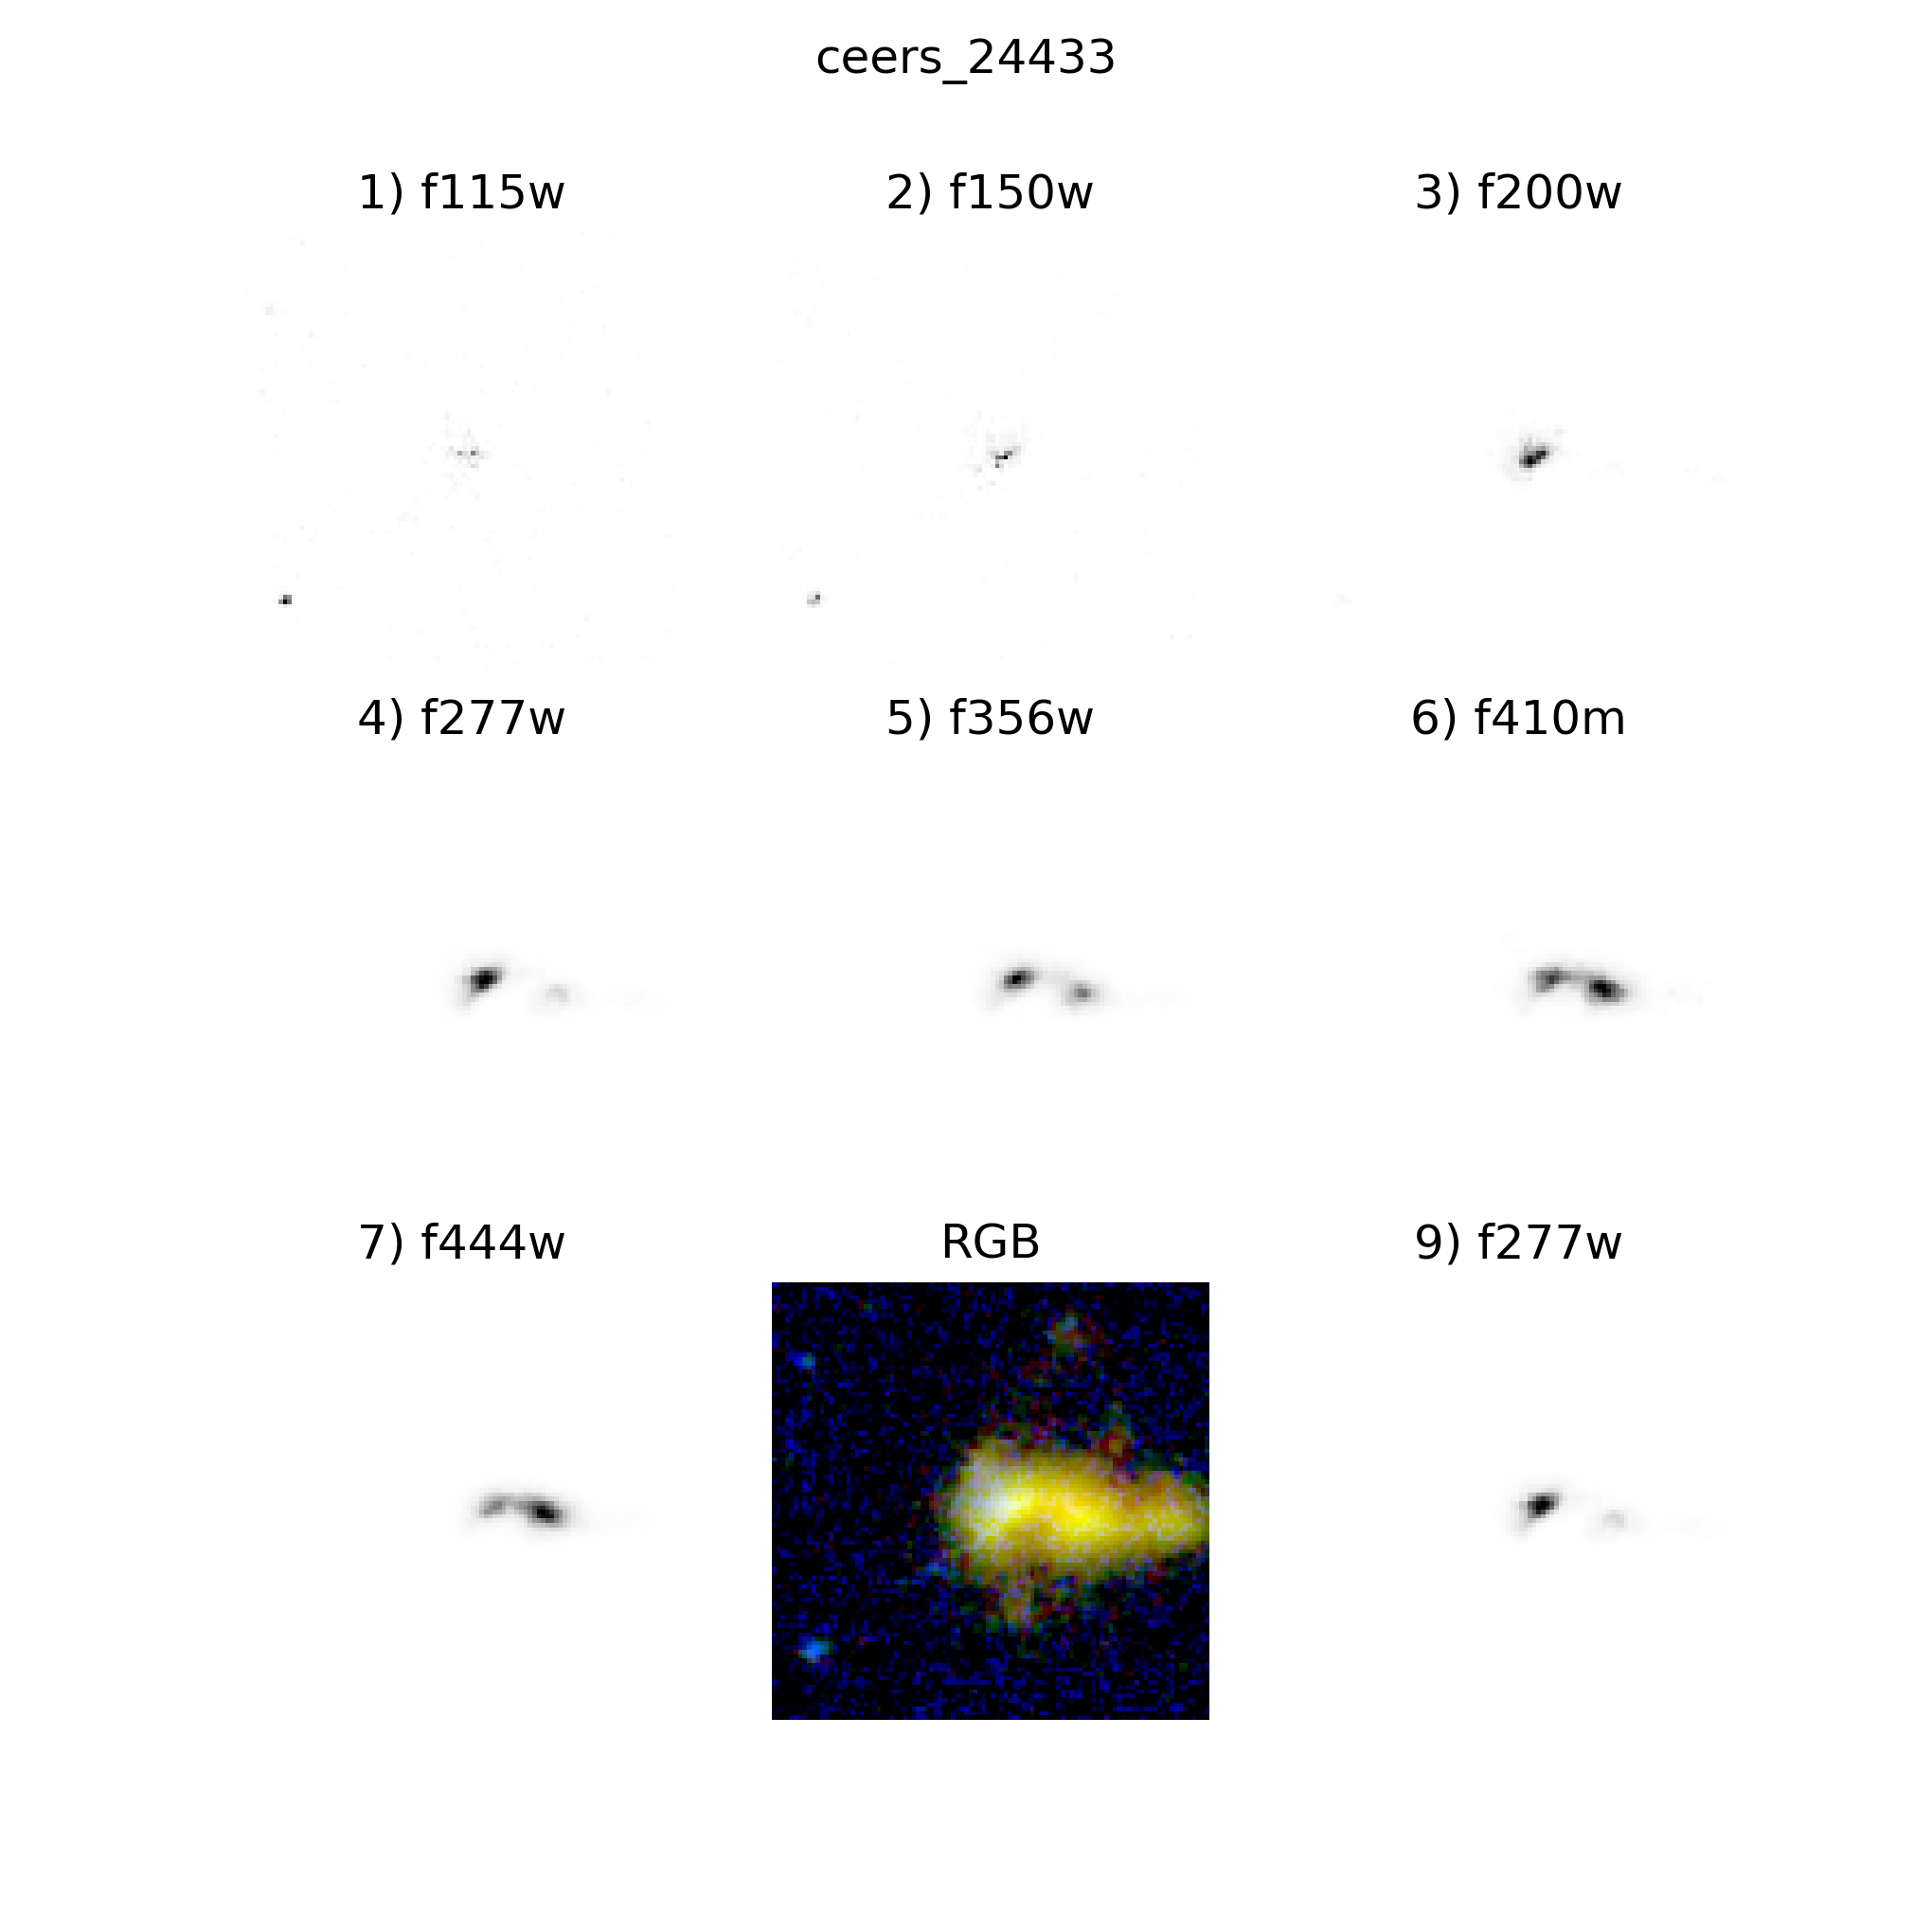 ceers_24433
1) f115w
2) f150w
3) f200w
4) f277w
5) f356w
6) f410m
7) f444w
RGB
9) f277w